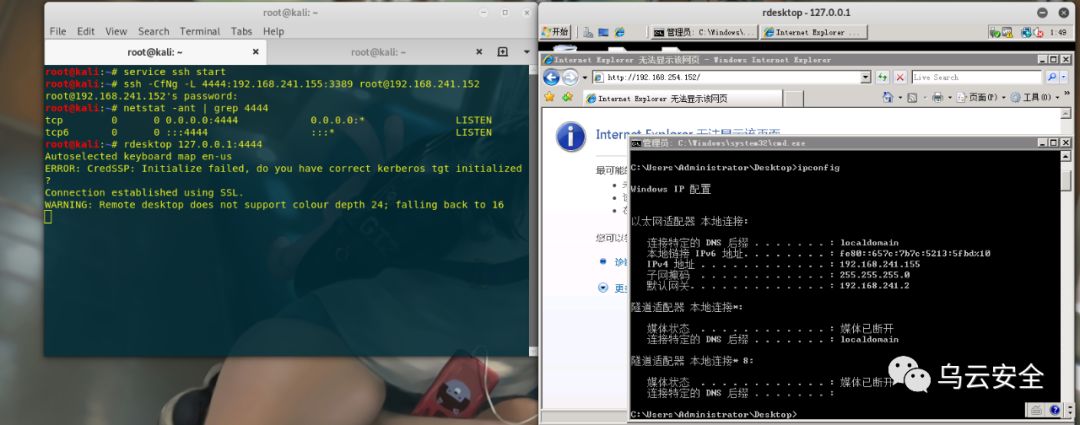 root@kali: ~
File Edit View Search Terminal Tabs Help
root@kali: ~
root@kali: ~
root@kali:~# service ssh start
root@kali:~# ssh -CfNg -L 4444:192.168.241.155:3389 root@192.168.241.152
root@192.168.241.152's password:
root@kali:~# netstat -ant | grep 4444
tcp 0 0 0.0.0.0:4444 0.0.0.0:* LISTEN
tcp6 0 0 :::4444 :::* LISTEN
root@kali:~# rdesktop 127.0.0.1:4444
Autoselected keyboard map en-us
ERROR: CredSSP: Initialize failed, do you have correct kerberos tgt initialized
?
Connection established using SSL.
WARNING: Remote desktop does not support colour depth 24; falling back to 16
rdesktop - 127.0.0.1
开始
管理员: C:\Windows\...
Internet Explorer ...
1:49
Internet Explorer 无法显示该网页 - Windows Internet Explorer
http://192.168.254.152/
Live Search
Internet Explorer 无法显示该网页
页面(P)
工具(O)
Internet Explorer 无法显示该页面
最可能的
您可以
诊
更
管理员: C:\Windows\system32\cmd.exe
C:\Users\Administrator\Desktop>ipconfig
Windows IP 配置
以太网适配器 本地连接:
连接特定的 DNS 后缀 . . . . . . . : localdomain
本地链接 IPv6 地址. . . . . . . . : fe80::657c:7b7c:5213:5fbd%10
IPv4 地址 . . . . . . . . . . . . : 192.168.241.155
子网掩码 . . . . . . . . . . . . : 255.255.255.0
默认网关. . . . . . . . . . . . . : 192.168.241.2
隧道适配器 本地连接*:
媒体状态 . . . . . . . . . . . . : 媒体已断开
连接特定的 DNS 后缀 . . . . . . . : localdomain
隧道适配器 本地连接* 8:
媒体状态 . . . . . . . . . . . . : 媒体已断开
连接特定的 DNS 后缀 . . . . . . . :
C:\Users\Administrator\Desktop>
乌云安全